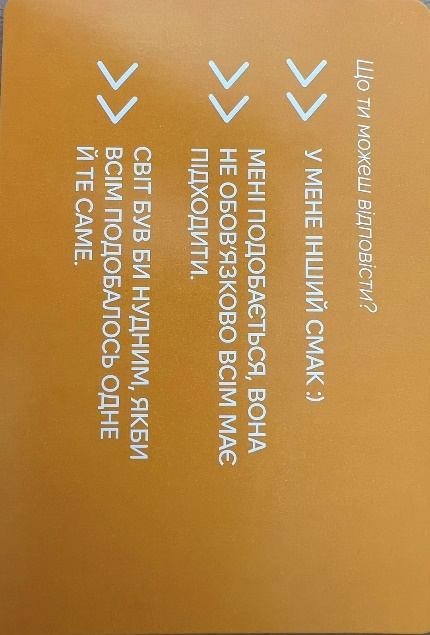 Що ти можеш відповісти?
У МЕНЕ ІНШИЙ СМАК :)
МЕНІ ПОДОБАЄТЬСЯ, ВОНА
НЕ ОБОВ'ЯЗКОВО ВСІМ МАЄ
ПІДХОДИТИ.
СВІТ БУВ БИ НУДНИМ, ЯКБИ
ВСІМ ПОДОБАЛОСЬ ОДНЕ
Й ТЕ САМЕ.